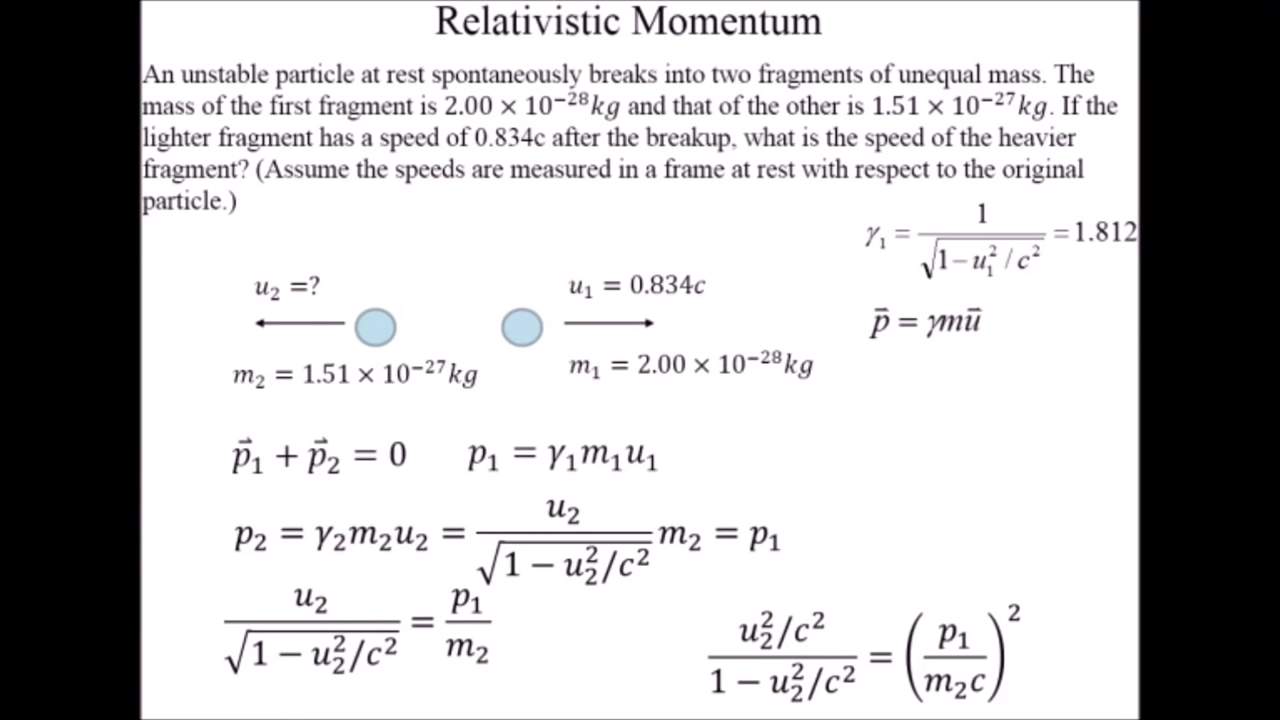 Relativistic Momentum
An unstable particle at rest spontaneously breaks into two fragments of unequal mass. The
mass of the first fragment is 2.00 × 10⁻²⁸kg and that of the other is 1.51 × 10⁻²⁷kg. If the
lighter fragment has a speed of 0.834c after the breakup, what is the speed of the heavier
fragment? (Assume the speeds are measured in a frame at rest with respect to the original
particle.)
γ₁ = 1 / √(1 − u₁² / c²) = 1.812
u₂ =?
u₁ = 0.834c
p⃗ = γmu⃗
m₂ = 1.51 × 10⁻²⁷kg
m₁ = 2.00 × 10⁻²⁸kg
p⃗₁ + p⃗₂ = 0
p₁ = γ₁m₁u₁
p₂ = γ₂m₂u₂ = u₂ / √(1 − u₂²/c²) m₂ = p₁
u₂ / √(1 − u₂²/c²) = p₁ / m₂
(u₂²/c²) / (1 − u₂²/c²) = (p₁ / m₂c)²